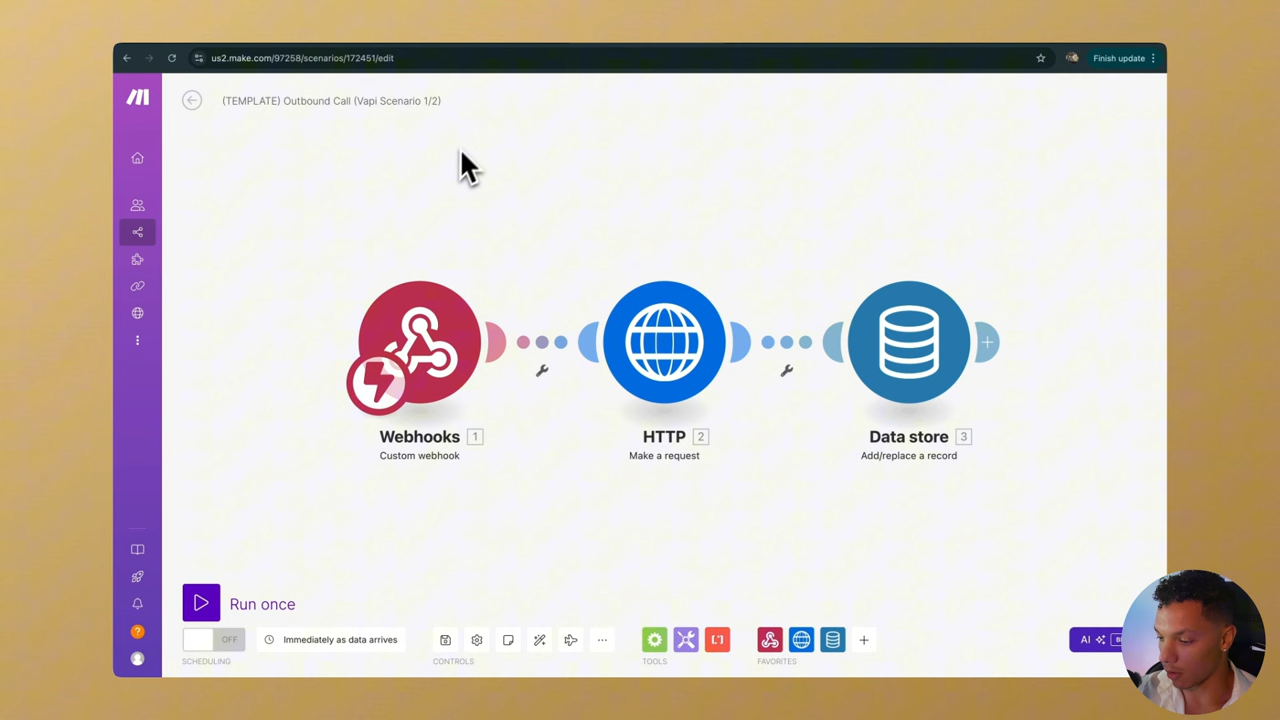 us2.make.com/97258/scenarios/172451/edit
Finish update
(TEMPLATE) Outbound Call (Vapi Scenario 1/2)
Webhooks 1
Custom webhook
HTTP 2
Make a request
Data store 3
Add/replace a record
Run once
OFF
Immediately as data arrives
SCHEDULING
CONTROLS
TOOLS
FAVORITES
AI